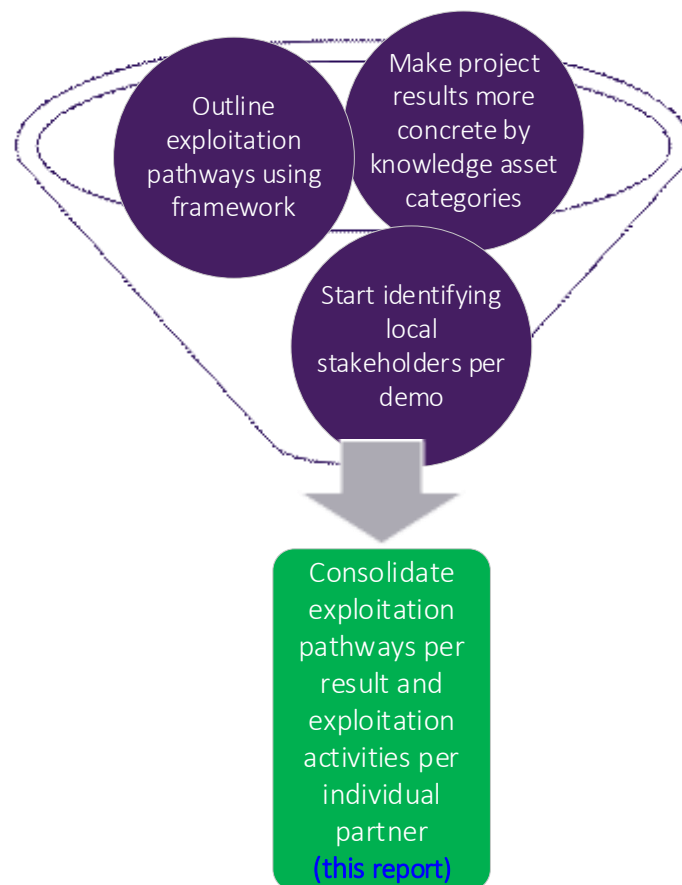 Outline
exploitation
pathways using
framework
Make project
results more
concrete by
knowledge asset
categories
Start identifying
local
stakeholders per
demo
Consolidate
exploitation
pathways per
result and
exploitation
activities per
individual
partner
(this report)